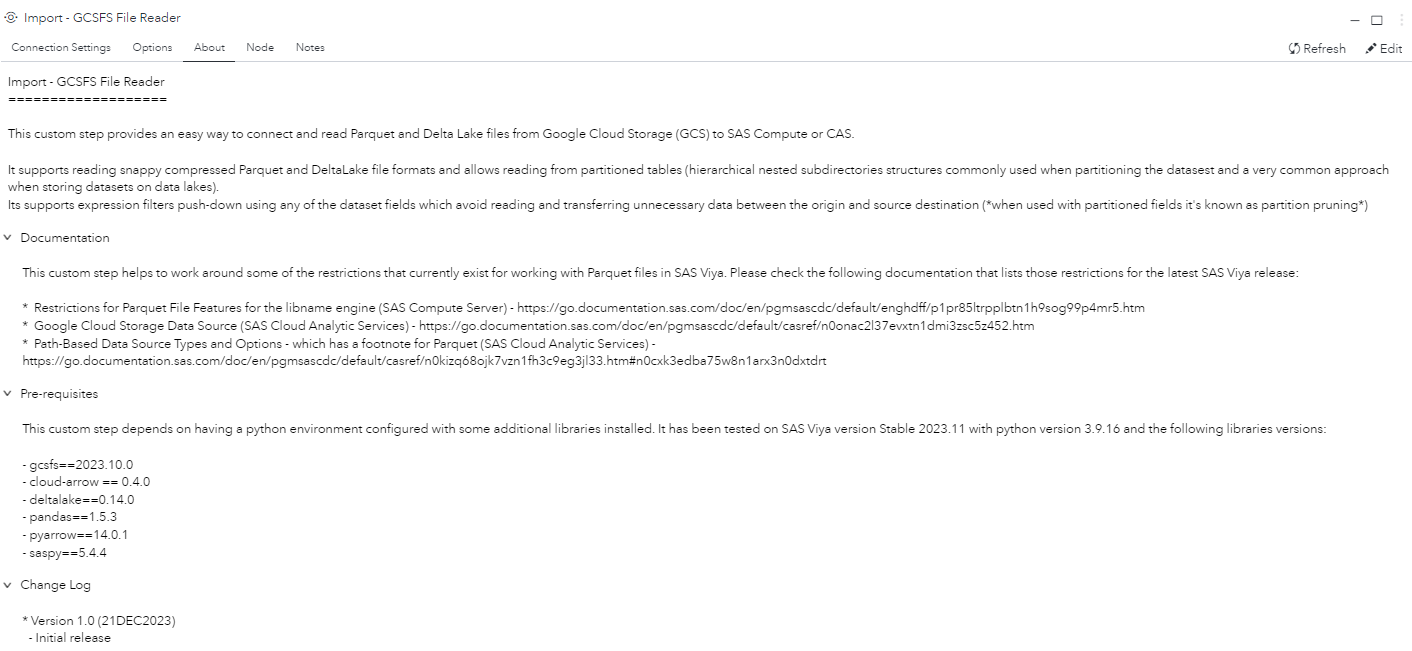 Import - GCSFS File Reader
Connection Settings Options About Node Notes
Refresh Edit
Import - GCSFS File Reader
===================
This custom step provides an easy way to connect and read Parquet and Delta Lake files from Google Cloud Storage (GCS) to SAS Compute or CAS.
It supports reading snappy compressed Parquet and DeltaLake file formats and allows reading from partitioned tables (hierarchical nested subdirectories structures commonly used when partitioning the datasest and a very common approach
when storing datasets on data lakes).
Its supports expression filters push-down using any of the dataset fields which avoid reading and transferring unnecessary data between the origin and source destination (*when used with partitioned fields it's known as partition pruning*)
Documentation
This custom step helps to work around some of the restrictions that currently exist for working with Parquet files in SAS Viya. Please check the following documentation that lists those restrictions for the latest SAS Viya release:
* Restrictions for Parquet File Features for the libname engine (SAS Compute Server) - https://go.documentation.sas.com/doc/en/pgmsascdc/default/enghdff/p1pr85ltrpplbtn1h9sog99p4mr5.htm
* Google Cloud Storage Data Source (SAS Cloud Analytic Services) - https://go.documentation.sas.com/doc/en/pgmsascdc/default/casref/n0onac2l37evxtn1dmi3zsc5z452.htm
* Path-Based Data Source Types and Options - which has a footnote for Parquet (SAS Cloud Analytic Services) -
https://go.documentation.sas.com/doc/en/pgmsascdc/default/casref/n0kizq68ojk7vzn1fh3c9eg3jl33.htm#n0cxk3edba75w8n1arx3n0dxtdrt
Pre-requisites
This custom step depends on having a python environment configured with some additional libraries installed. It has been tested on SAS Viya version Stable 2023.11 with python version 3.9.16 and the following libraries versions:
- gcsfs==2023.10.0
- cloud-arrow == 0.4.0
- deltalake==0.14.0
- pandas==1.5.3
- pyarrow==14.0.1
- saspy==5.4.4
Change Log
* Version 1.0 (21DEC2023)
- Initial release